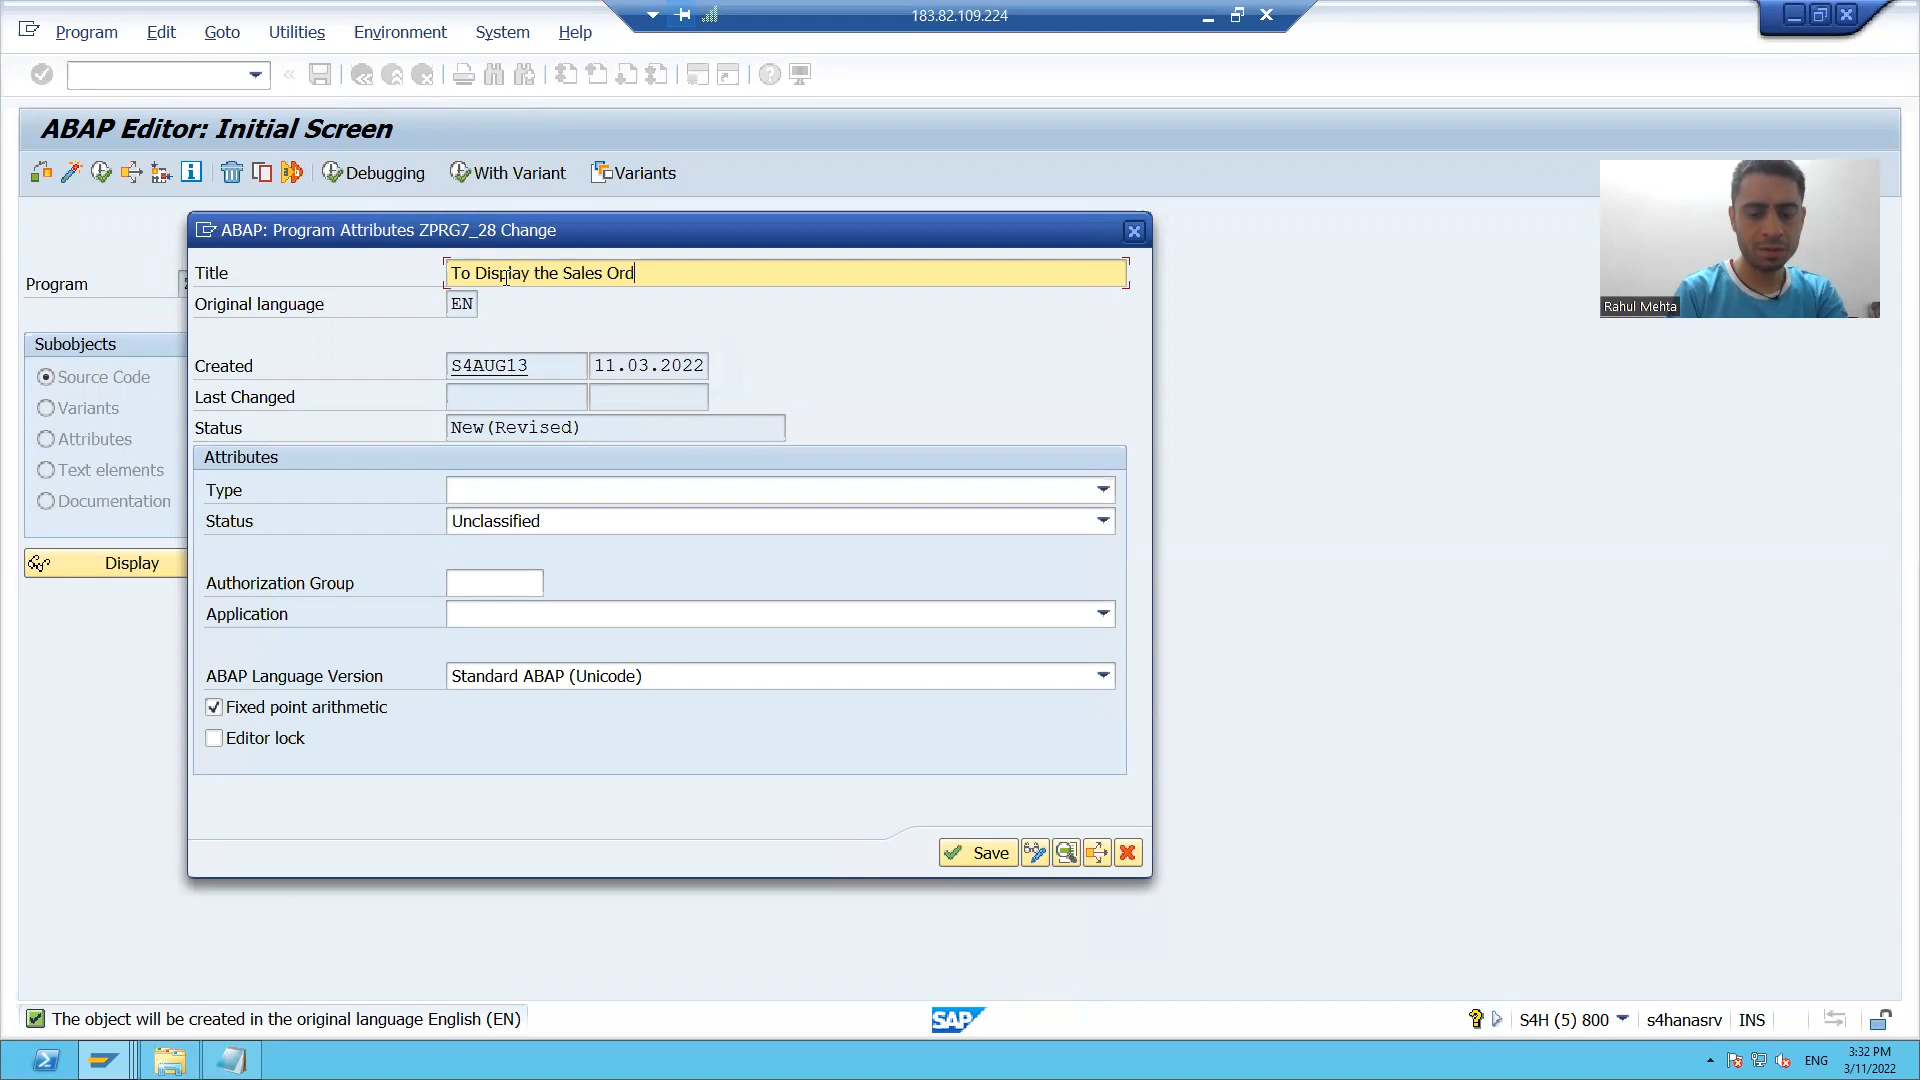 183.82.109.224
Program Edit Goto Utilities Environment System Help
ABAP Editor: Initial Screen
Debugging With Variant Variants
Rahul Mehta
Program
Subobjects
Source Code
Variants
Attributes
Text elements
Documentation
Display
ABAP: Program Attributes ZPRG7_28 Change
Title To Display the Sales Ord
Original language EN
Created S4AUG13 11.03.2022
Last Changed
Status New(Revised)
Attributes
Type
Status Unclassified
Authorization Group
Application
ABAP Language Version Standard ABAP (Unicode)
Fixed point arithmetic
Editor lock
Save
The object will be created in the original language English (EN)
SAP
S4H (5) 800 s4hanasrv INS
ENG
3:32 PM
3/11/2022